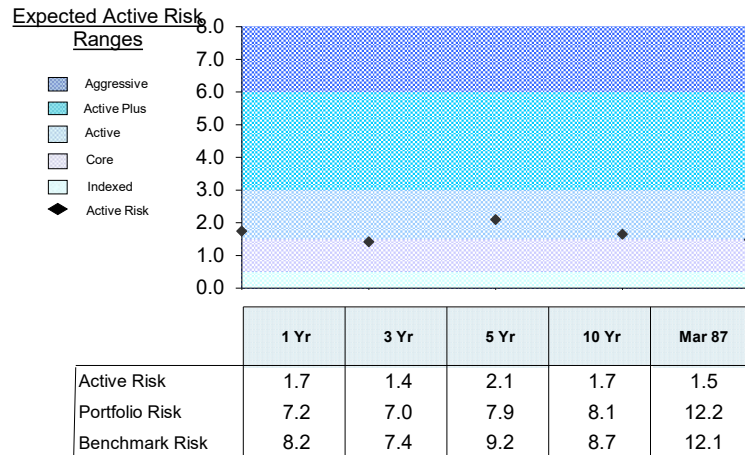 Expected Active Risk
Ranges
Aggressive
Active Plus
Active
Core
Indexed
Active Risk
8.0
7.0
6.0
5.0
4.0
3.0
2.0
1.0
0.0
1 Yr 3 Yr 5 Yr 10 Yr Mar 87
Active Risk 1.7 1.4 2.1 1.7 1.5
Portfolio Risk 7.2 7.0 7.9 8.1 12.2
Benchmark Risk 8.2 7.4 9.2 8.7 12.1